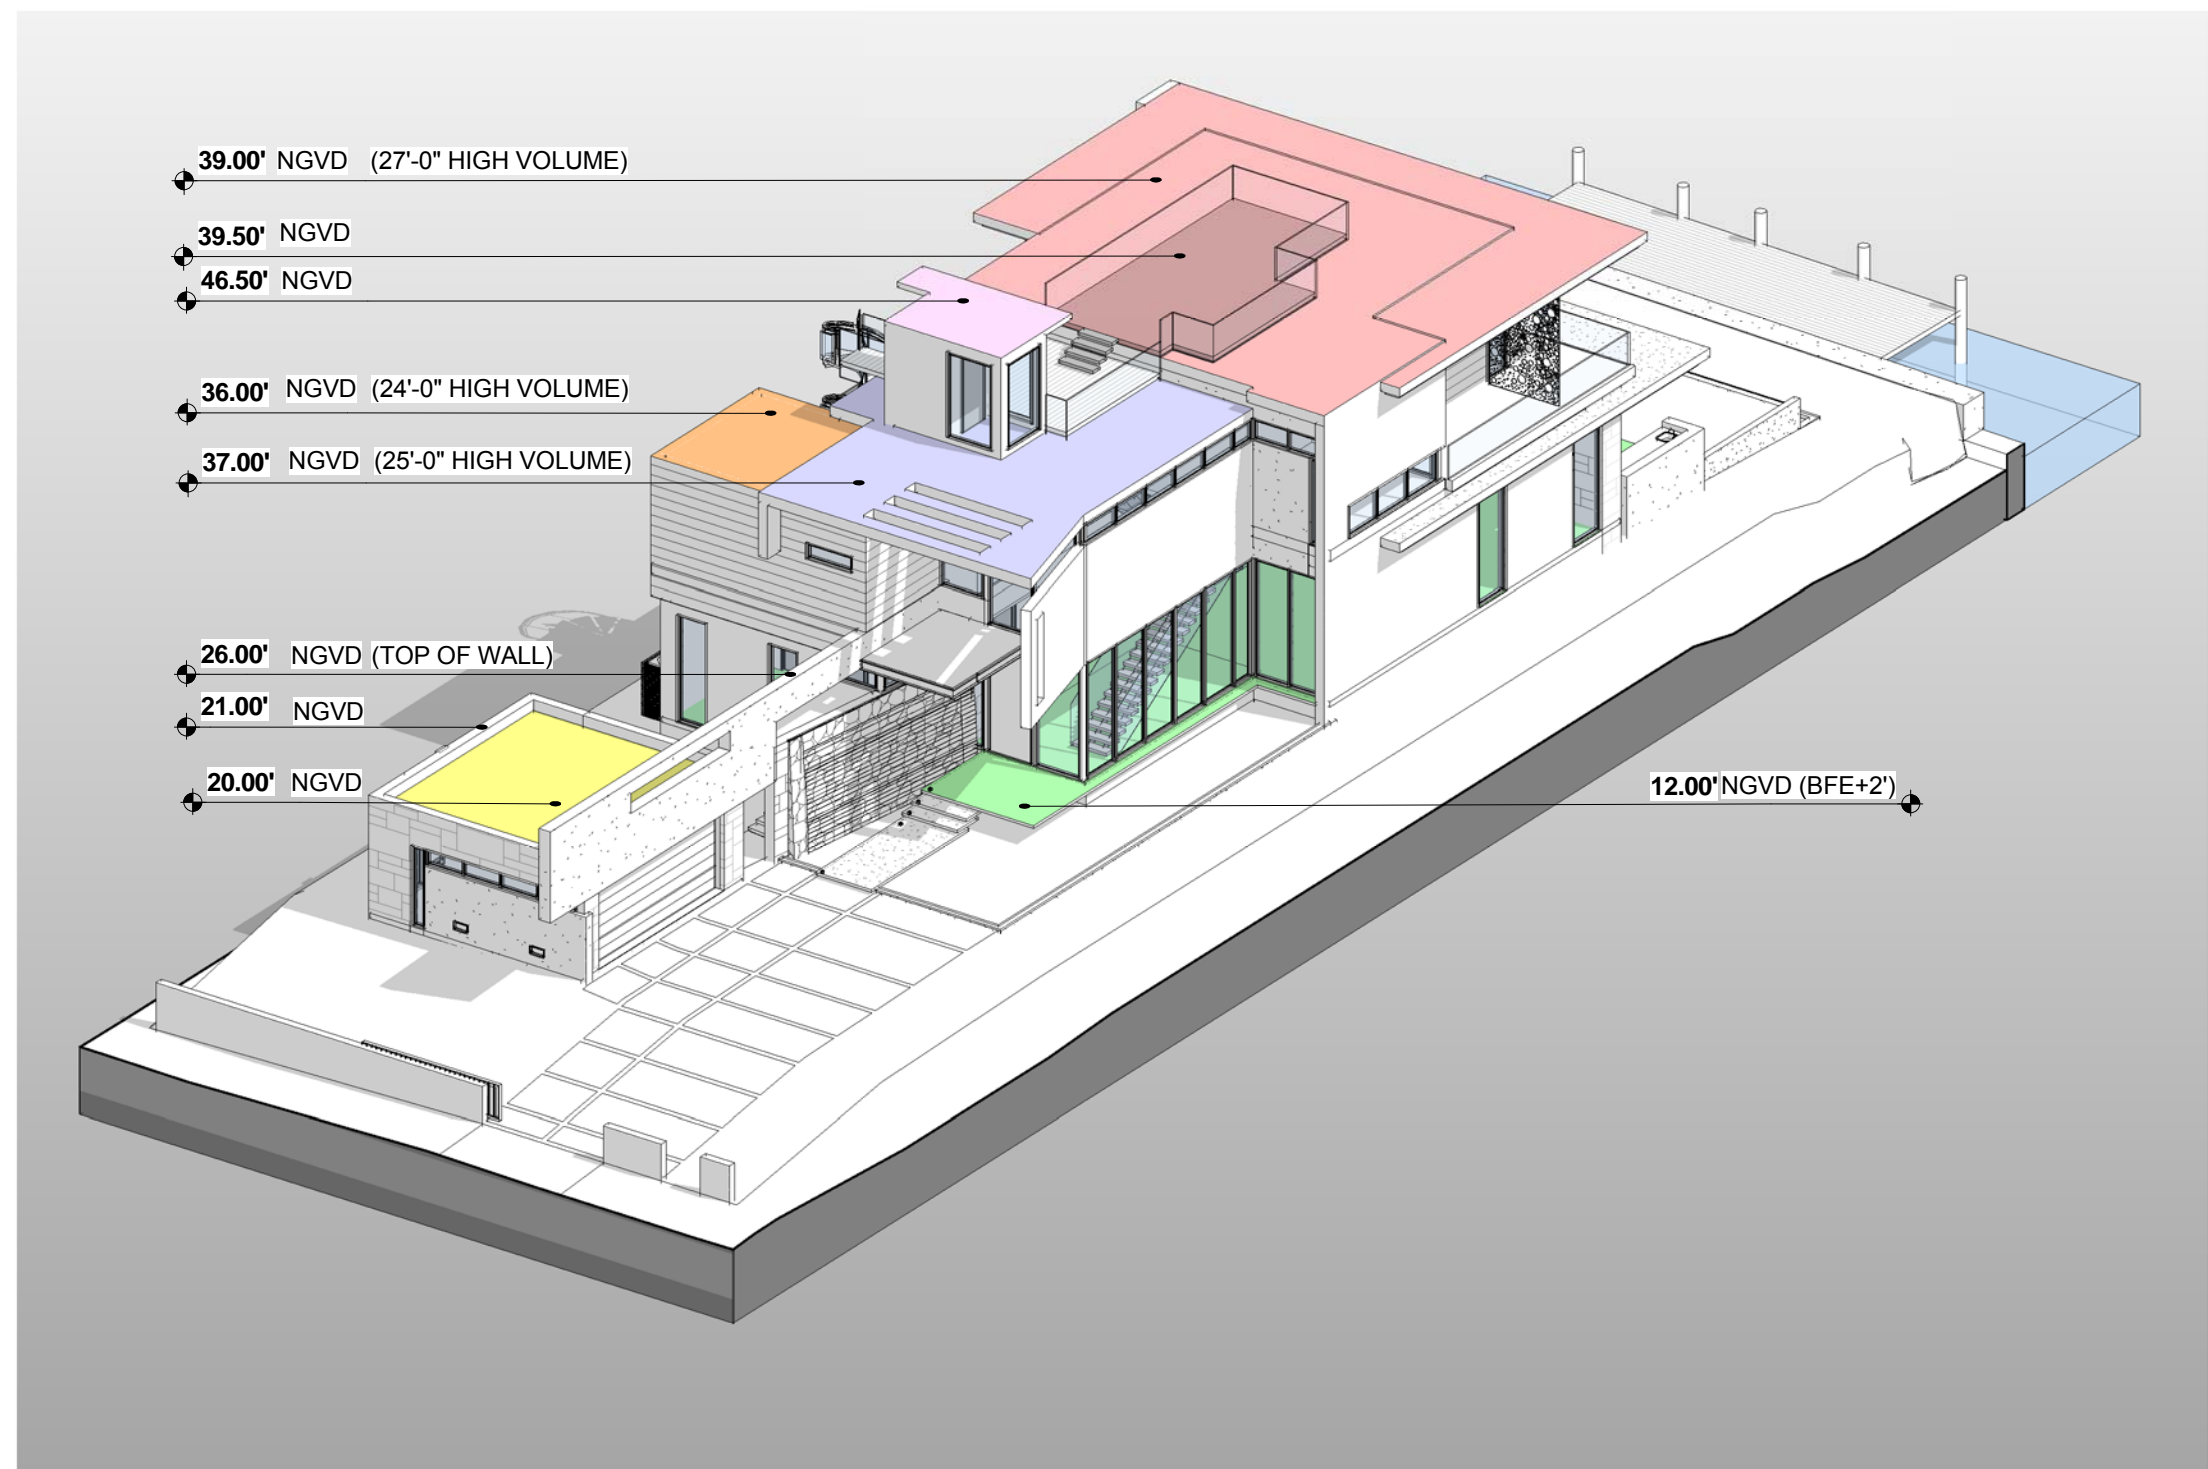 39.00' NGVD (27'-0" HIGH VOLUME)
39.50' NGVD
46.50' NGVD
36.00' NGVD (24'-0" HIGH VOLUME)
37.00' NGVD (25'-0" HIGH VOLUME)
26.00' NGVD (TOP OF WALL)
21.00' NGVD
20.00' NGVD
12.00' NGVD (BFE+2')